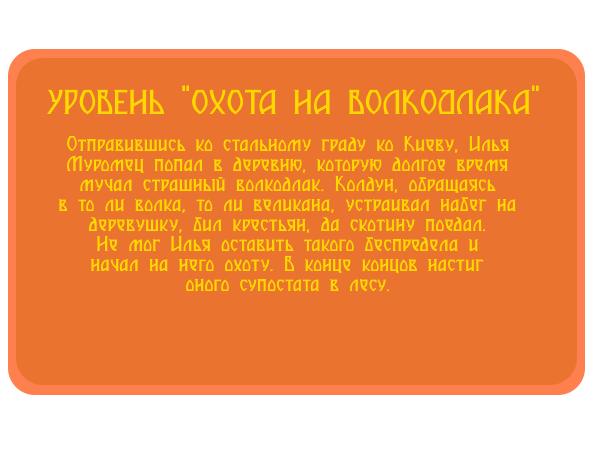 УРОВЕНЬ "ОХОТА НА ВОЛКОДЛАКА"
Отправившись ко стальному граду ко Киеву, Илья
Муромец попал в деревню, которую долгое время
мучал страшный волкодлак. Колдун, обращаясь
в то ли волка, то ли великана, устраивал набег на
деревушку, бил крестьян, да скотину поедал.
Не мог Илья оставить такого беспредела и
начал на него охоту. В конце концов настиг
оного супостата в лесу.